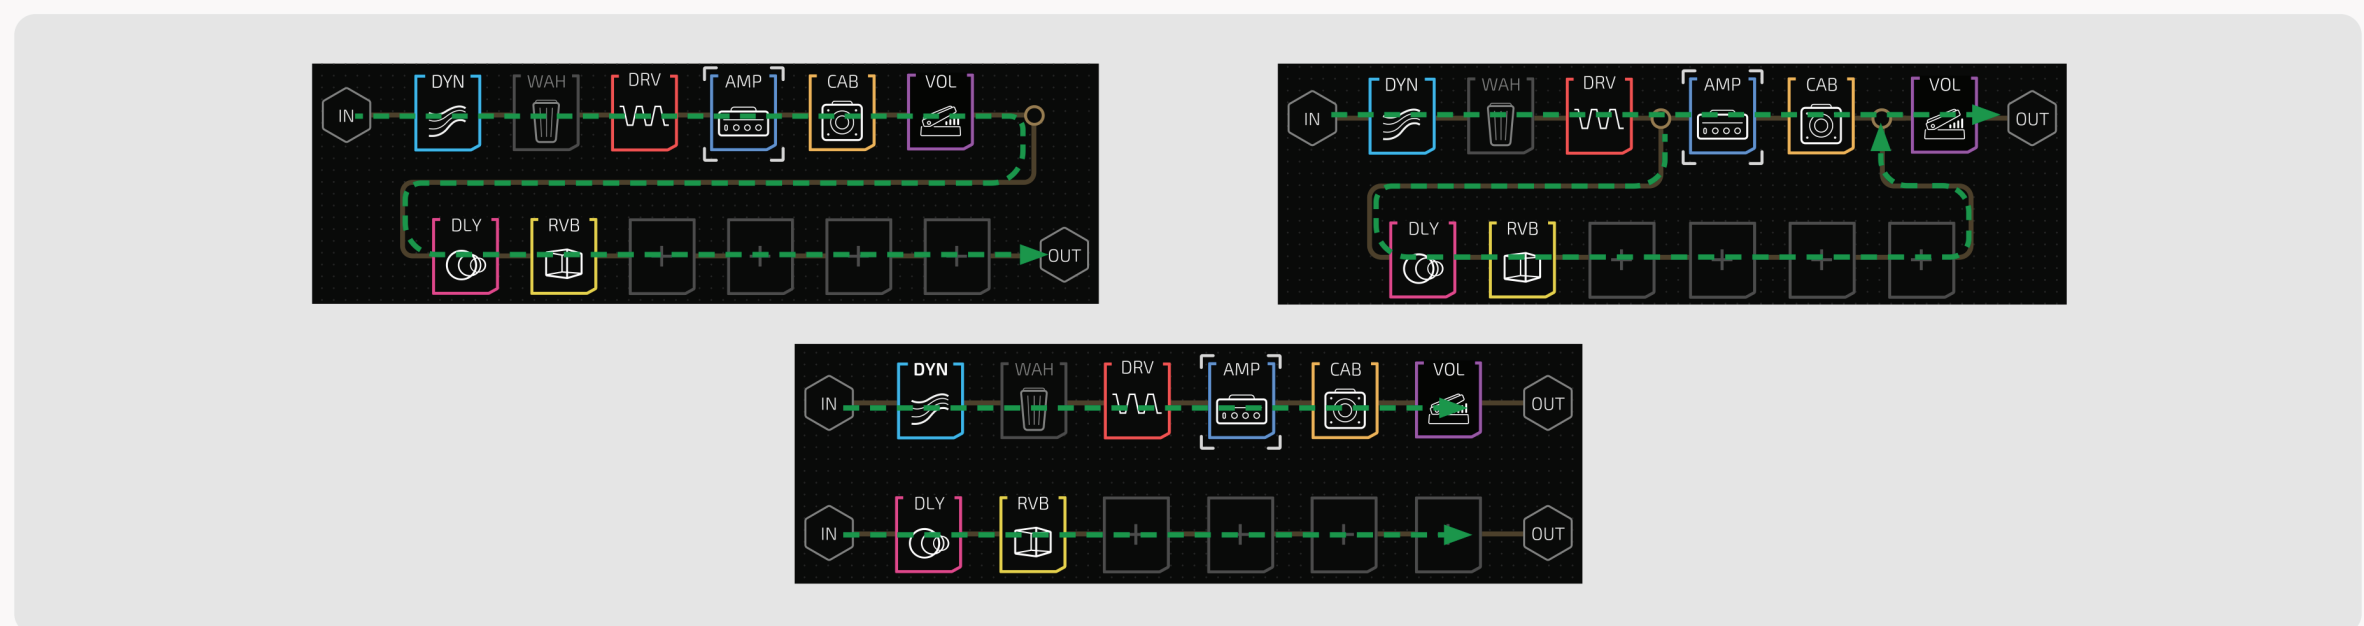 IN DYN WAH DRV AMP CAB VOL
DLY RVB OUT
IN DYN WAH DRV AMP CAB VOL OUT
DLY RVB
IN DYN WAH DRV AMP CAB VOL OUT
IN DLY RVB OUT